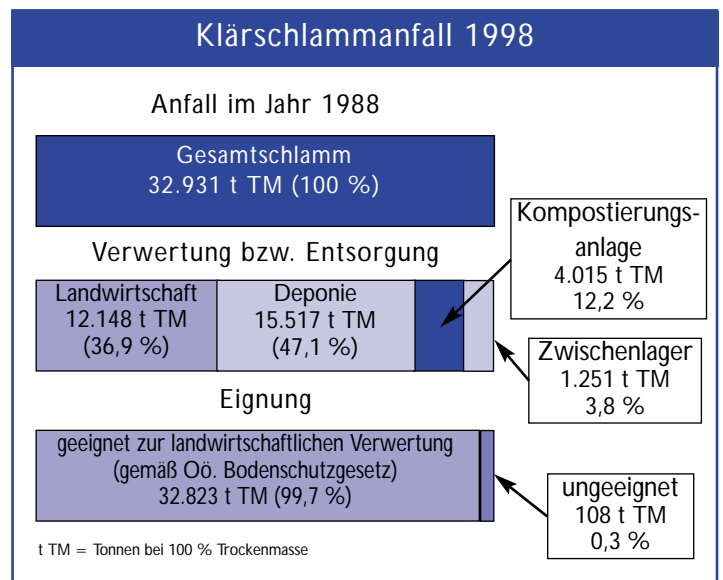 Klärschlammanfall 1998
Anfall im Jahr 1988
Gesamtschlamm
32.931 t TM (100 %)
Kompostierungs-
anlage
4.015 t TM
12,2 %
Verwertung bzw. Entsorgung
Landwirtschaft
12.148 t TM
(36,9 %)
Deponie
15.517 t TM
(47,1 %)
Zwischenlager
1.251 t TM
3,8 %
Eignung
geeignet zur landwirtschaftlichen Verwertung
(gemäß Oö. Bodenschutzgesetz)
32.823 t TM (99,7 %)
ungeeignet
108 t TM
0,3 %
t TM = Tonnen bei 100 % Trockenmasse